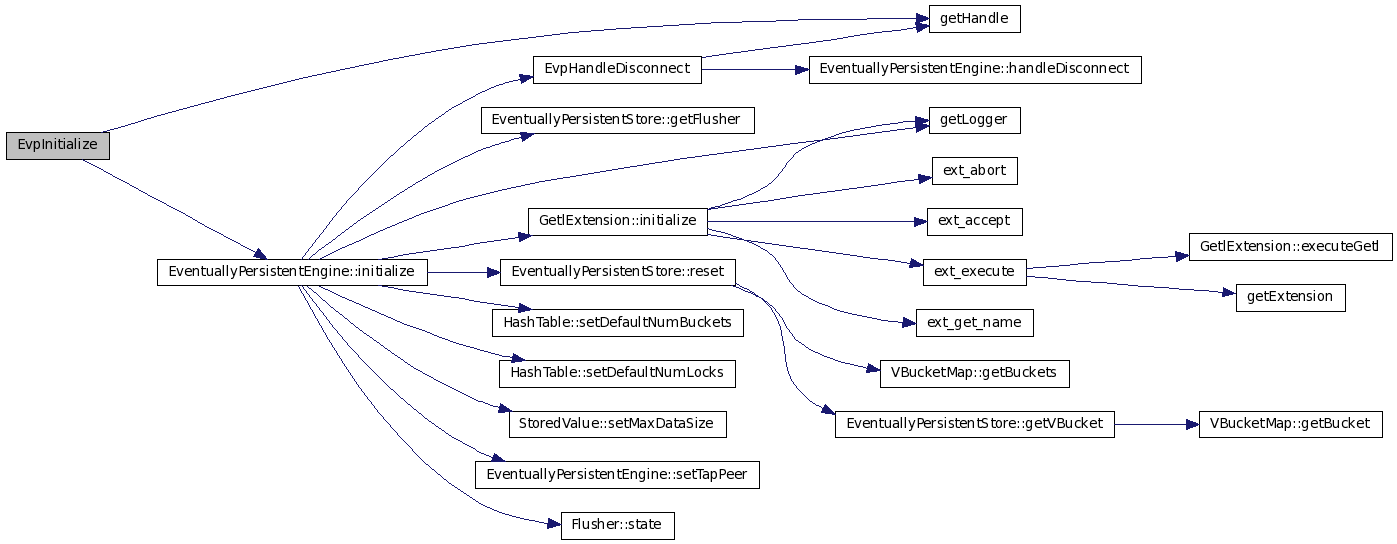 getHandle
EvpHandleDisconnect
EventuallyPersistentEngine::handleDisconnect
EventuallyPersistentStore::getFlusher
getLogger
EvpInitialize
ext_abort
GetlExtension::initialize
ext_accept
GetlExtension::executeGetl
EventuallyPersistentEngine::initialize
EventuallyPersistentStore::reset
ext_execute
getExtension
HashTable::setDefaultNumBuckets
ext_get_name
HashTable::setDefaultNumLocks
VBucketMap::getBuckets
StoredValue::setMaxDataSize
EventuallyPersistentStore::getVBucket
VBucketMap::getBucket
EventuallyPersistentEngine::setTapPeer
Flusher::state